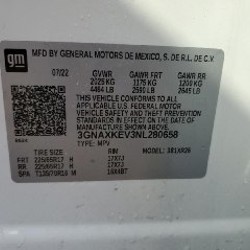 gm
MFD BY GENERAL MOTORS DE MEXICO, S. DE R.L. DE C.V.
07/22 GVWR GAWR FRT GAWR RR
2025 KG 1175 KG 1200 KG
4464 LB 2590 LB 2645 LB
THIS VEHICLE CONFORMS TO ALL
APPLICABLE U.S. FEDERAL MOTOR
VEHICLE SAFETY AND THEFT
PREVENTION STANDARDS IN EFFECT ON
THE DATE OF MANUFACTURE SHOWN ABOVE.
3GNAXKEV3NL280658
TYPE: MPV
TIRE SIZE RIM
FRT 225/65R17 H 17X7J
RR 225/65R17 H 17X7J
SPA